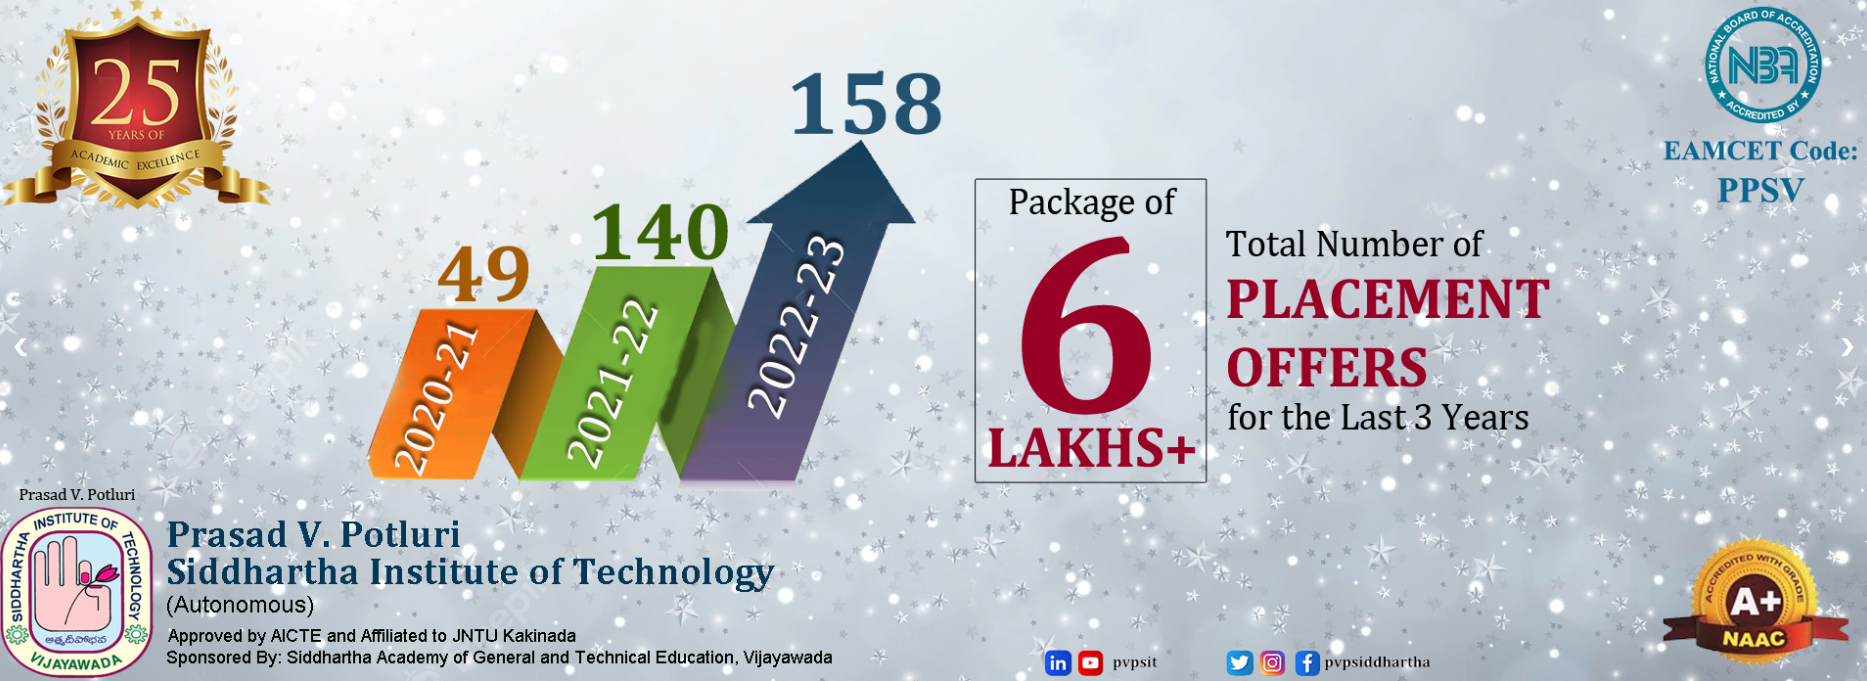 25
YEARS OF
ACADEMIC EXCELLENCE
NATIONAL BOARD OF ACCREDITATION
NBA
ACCREDITED BY
EAMCET Code:
PPSV
49
2020-21
140
2021-22
158
2022-23
Package of
6
LAKHS+
Total Number of
PLACEMENT
OFFERS
for the Last 3 Years
Prasad V. Potluri
SIDDHARTHA INSTITUTE OF TECHNOLOGY
ఆత్మదీపోభవ
VIJAYAWADA
Prasad V. Potluri
Siddhartha Institute of Technology
(Autonomous)
Approved by AICTE and Affiliated to JNTU Kakinada
Sponsored By: Siddhartha Academy of General and Technical Education, Vijayawada
in
pvpsit
f
pvpsiddhartha
ACCREDITED WITH GRADE
A+
NAAC